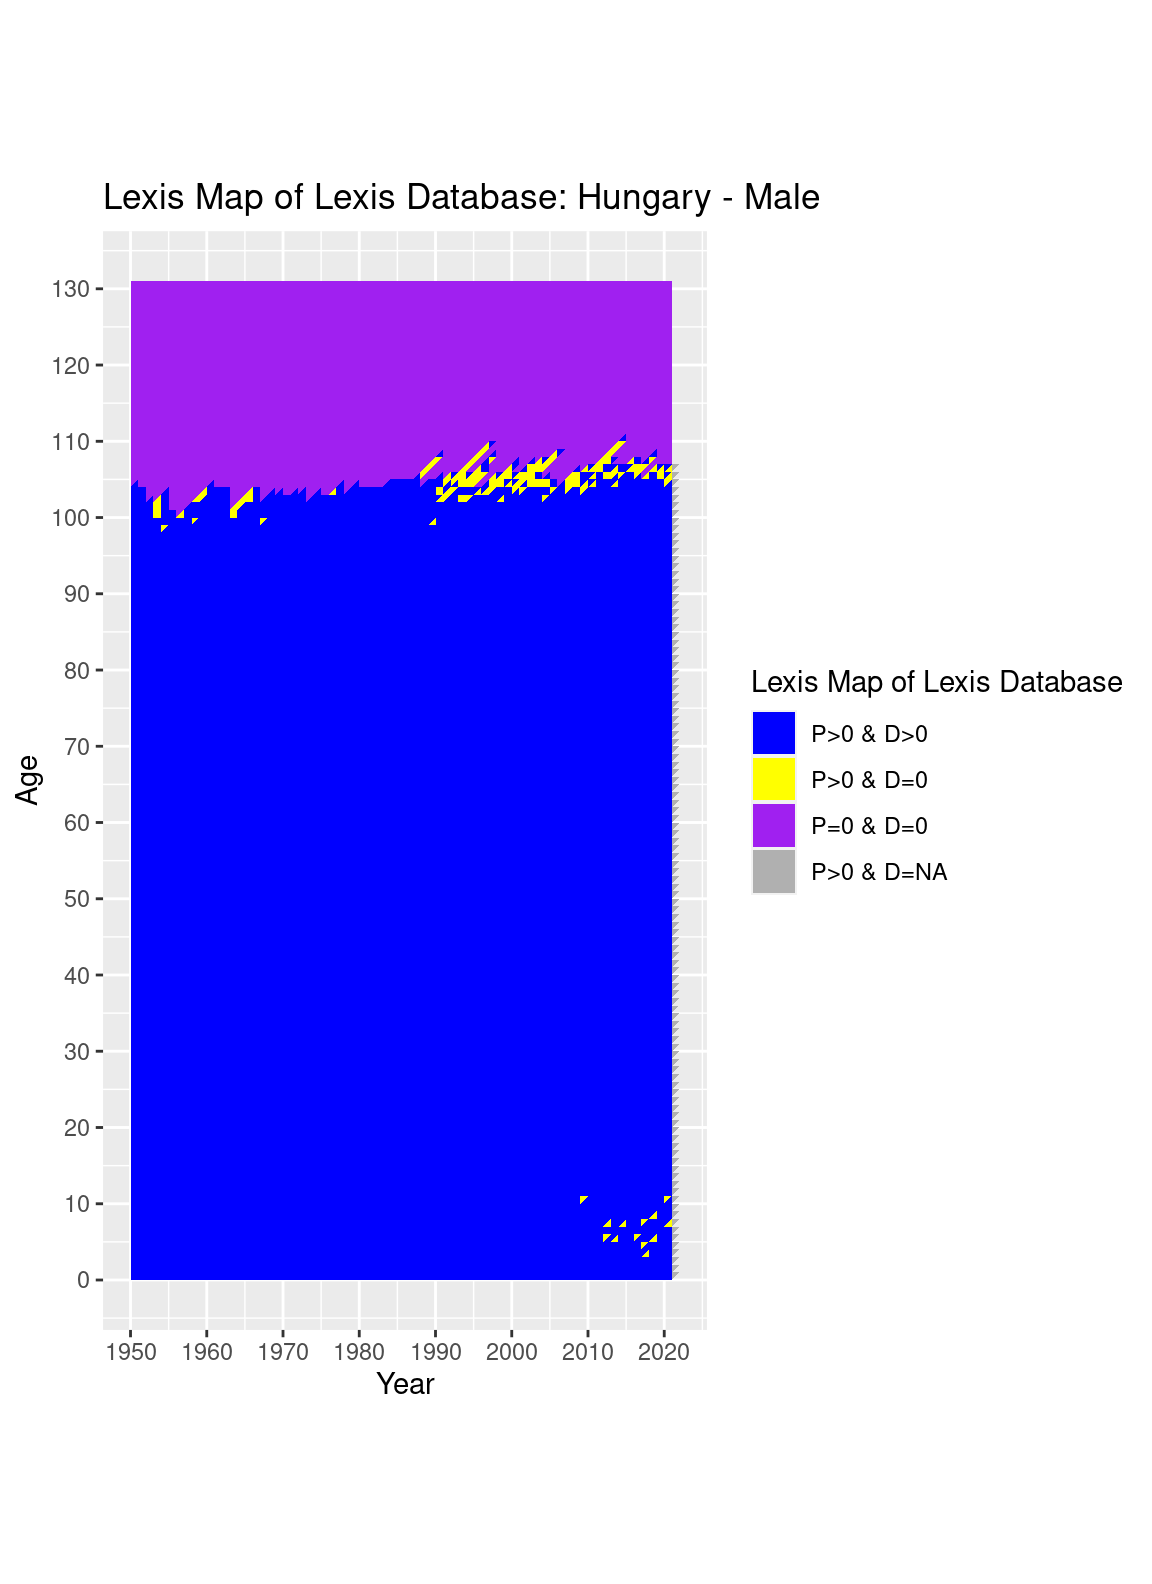 Lexis Map of Lexis Database: Hungary - Male
130
120
110
100
90
80
70
60
50
40
30
20
10
0
Age
1950 1960 1970 1980 1990 2000 2010 2020
Year
Lexis Map of Lexis Database
P>0 & D>0
P>0 & D=0
P=0 & D=0
P>0 & D=NA